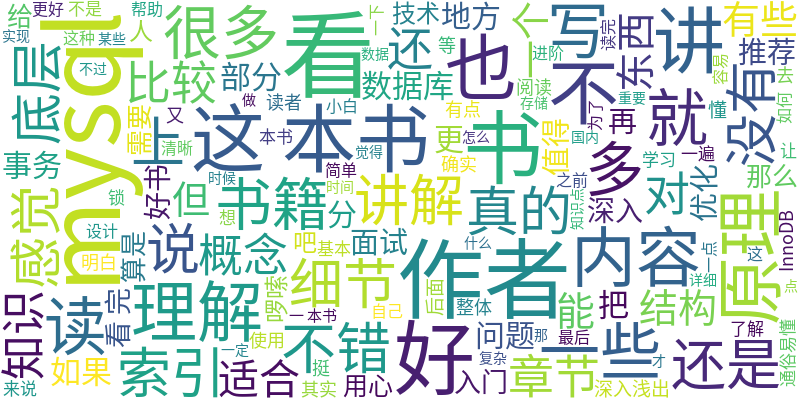 给 更好 不是 帮助 很多 看 也 还 技术 地方 一个 写 讲 有些
实现 这种 某些 人 等 读完 推荐
不过 比较 部分 数据库 一下 数据 进阶 不 东西 没有 容易 去
底层 mysql 上 这本书 读者 小白 阅读 存储 为了 重要 懂 就 如何
事务 需要 又 做 本书 有点 更 书 怎么 国内 值得 再 学习 一遍 让
感觉 锁 好书 清晰 但 书籍 简单 讲解 确实 真的 觉得 多 对 优化 那么
设计 说 时候 想 分 时间 细节 基本 吧 面试 作者 之前 深入 知识点 一点 这 InnoDB
明白 算是 概念 什么 内容 原理 详细 点
知识 读 理解 唠嗑 自己 后面 整体 能 把 结构
看完 一本书 不错 好 问题 那 一些 最后 还是 了解 通俗易懂
来说 如果 索引 一定 适合 使用 其实 挺 用心 入门 复杂 章节 才 深入浅出